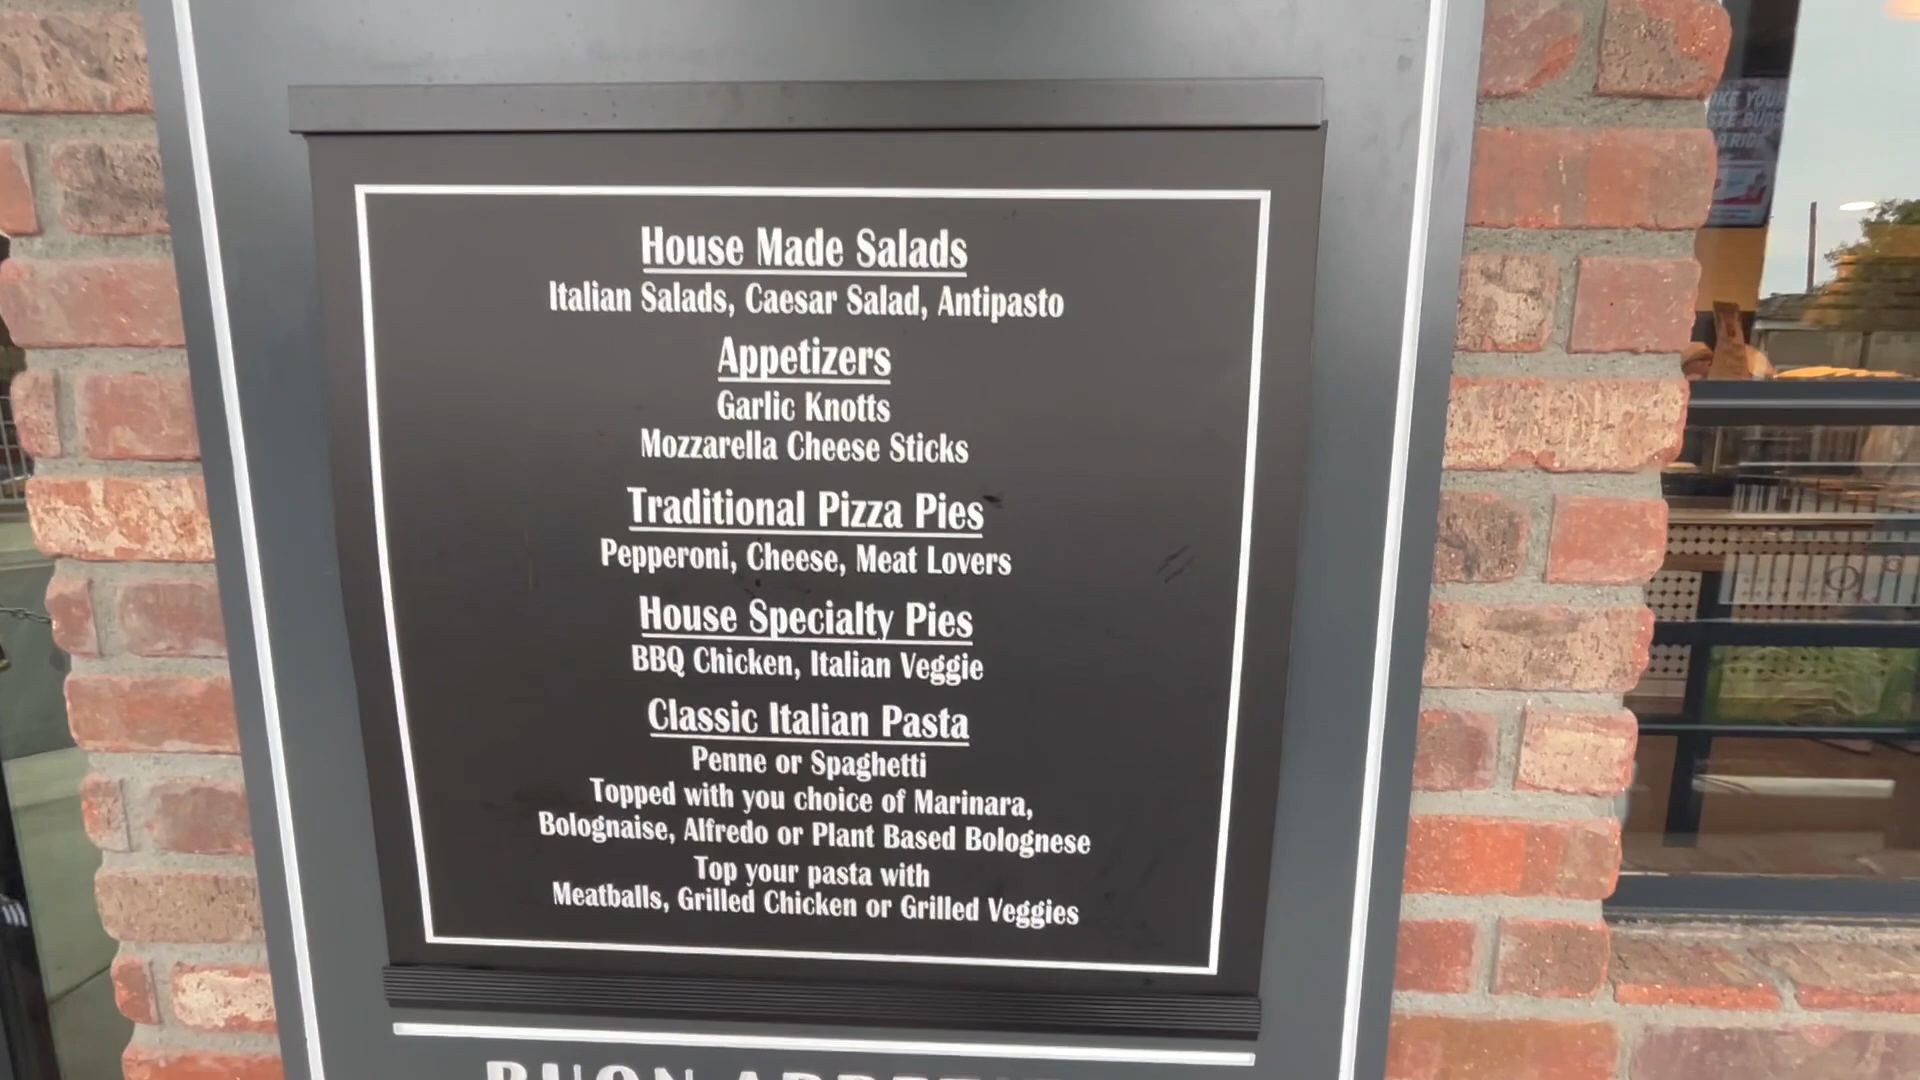 House Made Salads
Italian Salads, Caesar Salad, Antipasto
Appetizers
Garlic Knotts
Mozzarella Cheese Sticks
Traditional Pizza Pies
Pepperoni, Cheese, Meat Lovers
House Specialty Pies
BBQ Chicken, Italian Veggie
Classic Italian Pasta
Penne or Spaghetti
Topped with you choice of Marinara,
Bolognaise, Alfredo or Plant Based Bolognese
Top your pasta with
Meatballs, Grilled Chicken or Grilled Veggies
BUON